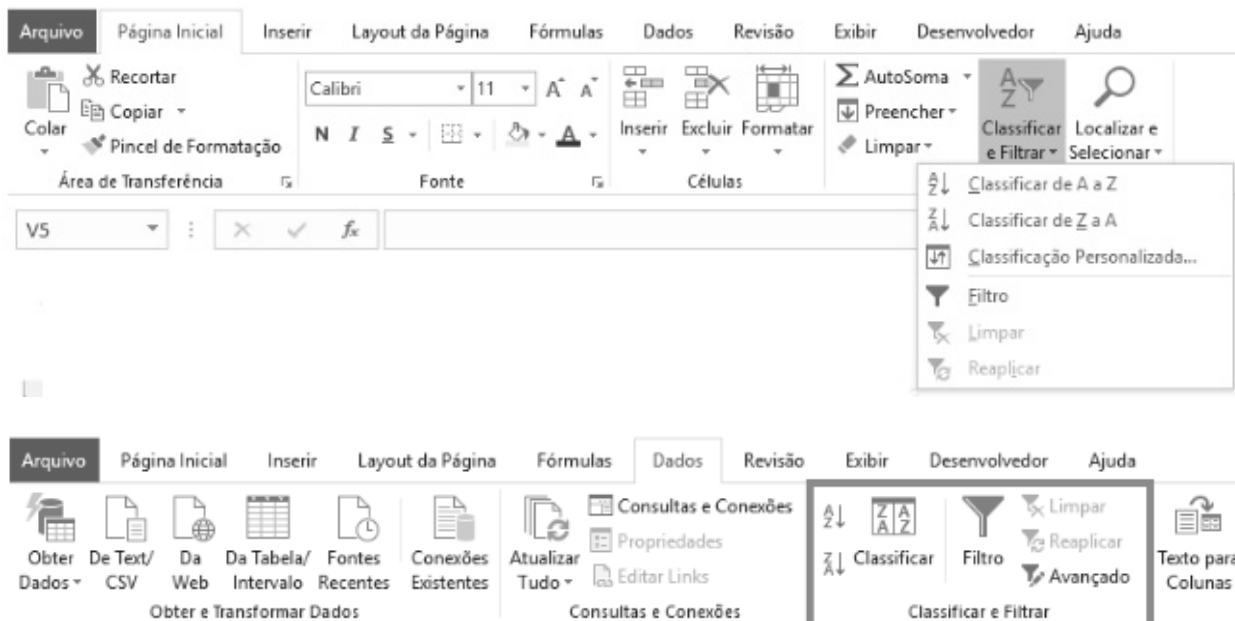 Arquivo Página Inicial Inserir Layout da Página Fórmulas Dados Revisão Exibir Desenvolvedor Ajuda
Colar
Recortar
Copiar
Pincel de Formatação
Área de Transferência
Calibri 11 A A
N I S A
Fonte
Inserir Excluir Formatar
Células
AutoSoma
Preencher
Limpar
Classificar e Filtrar
Localizar e Selecionar
Classificar de A a Z
Classificar de Z a A
Classificação Personalizada...
Filtro
Limpar
Reaplicar
V5 fx
Arquivo Página Inicial Inserir Layout da Página Fórmulas Dados Revisão Exibir Desenvolvedor Ajuda
Obter Dados
De Text/ CSV
Da Web
Da Tabela/ Intervalo
Fontes Recentes
Conexões Existentes
Obter e Transformar Dados
Atualizar Tudo
Consultas e Conexões
Propriedades
Editar Links
Consultas e Conexões
Classificar
Filtro
Limpar
Reaplicar
Avançado
Classificar e Filtrar
Texto para Colunas